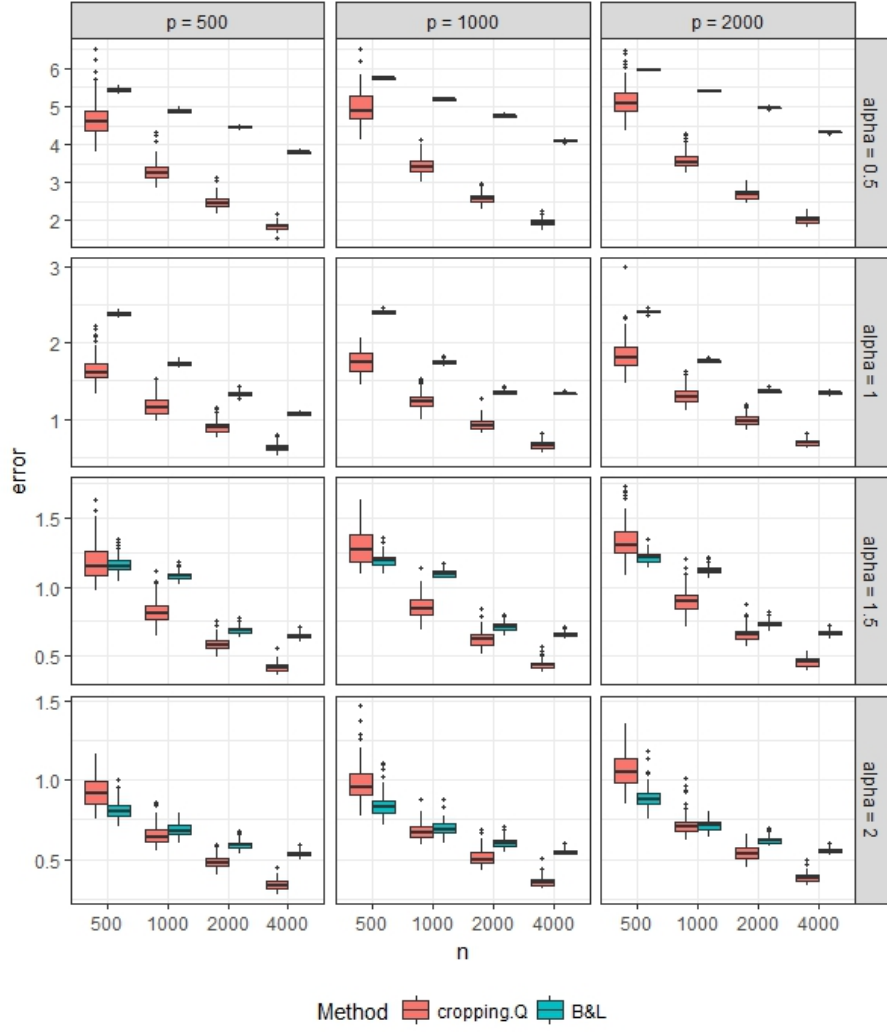 p = 500
p = 1000
p = 2000
6
5
4
3
2
alpha = 0.5
3
2
1
alpha = 1
1.5
1.0
0.5
alpha = 1.5
1.5
1.0
0.5
alpha = 2
error
500 1000 2000 4000
500 1000 2000 4000
500 1000 2000 4000
n
Method cropping.Q B&L